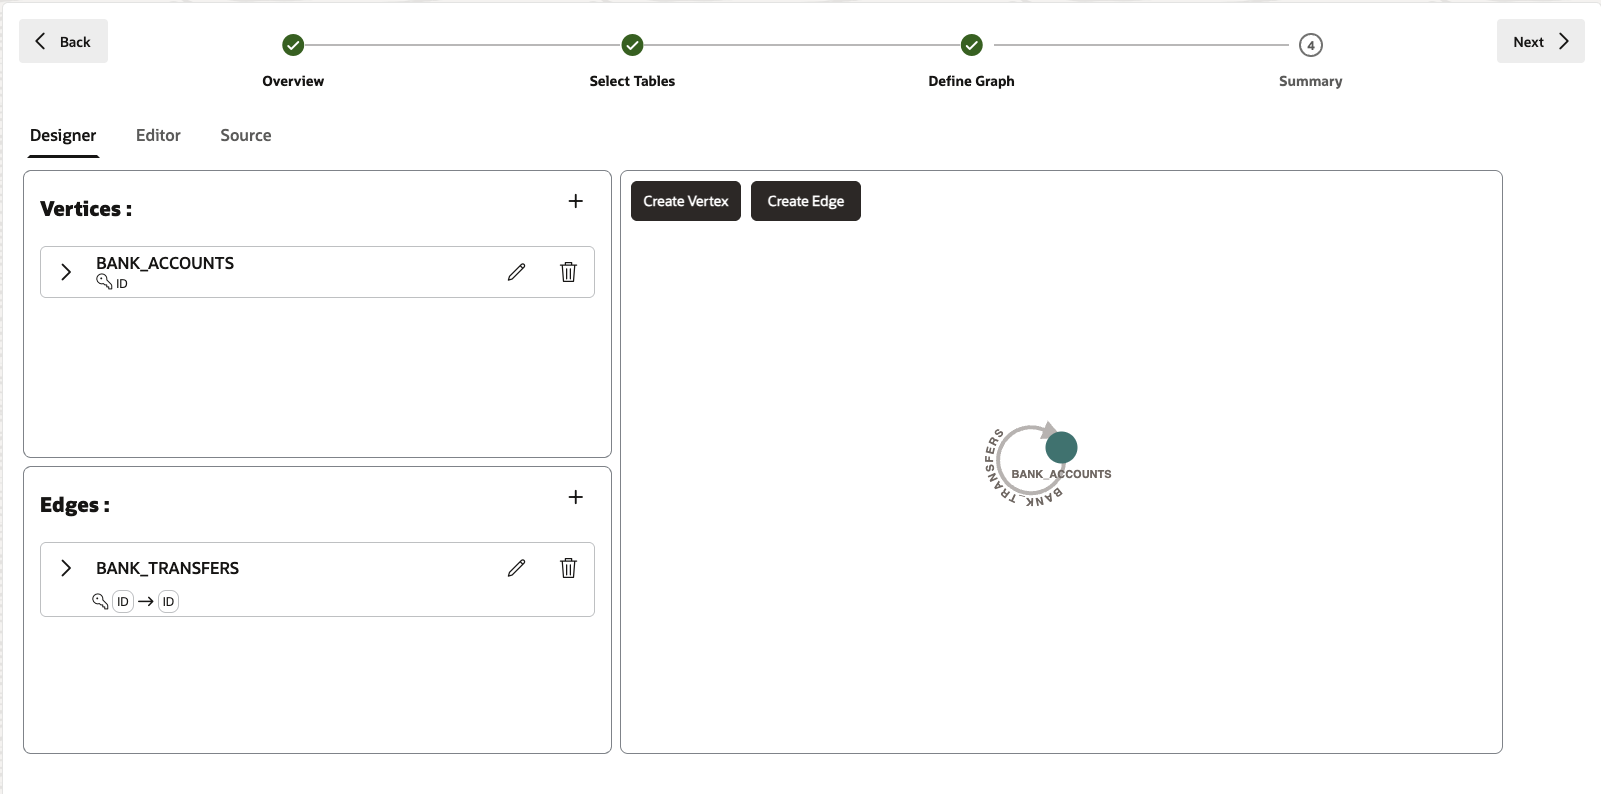 Back
Overview
Select Tables
Define Graph
4
Summary
Next
Designer
Editor
Source
Vertices :
BANK_ACCOUNTS
ID
Edges :
BANK_TRANSFERS
ID
ID
Create Vertex
Create Edge
BANK_TRANSFERS
BANK_ACCOUNTS